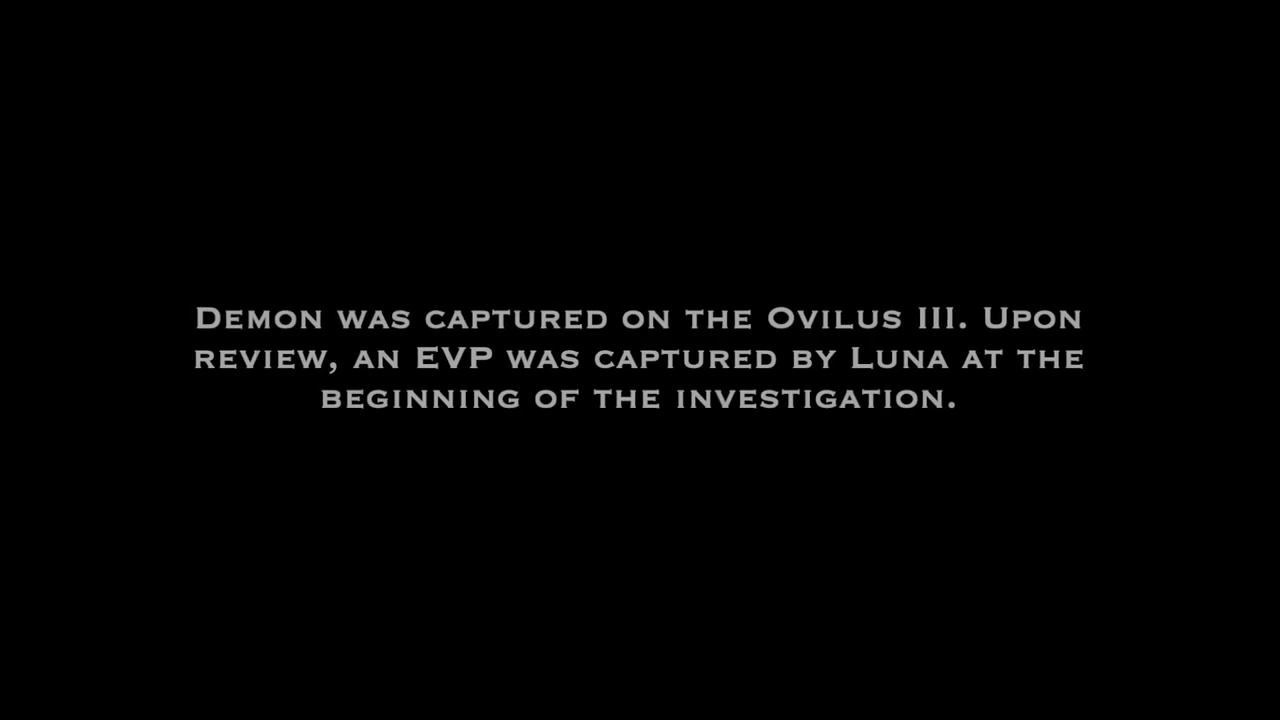 Demon was captured on the Ovilus III. Upon
review, an EVP was captured by Luna at the
beginning of the investigation.